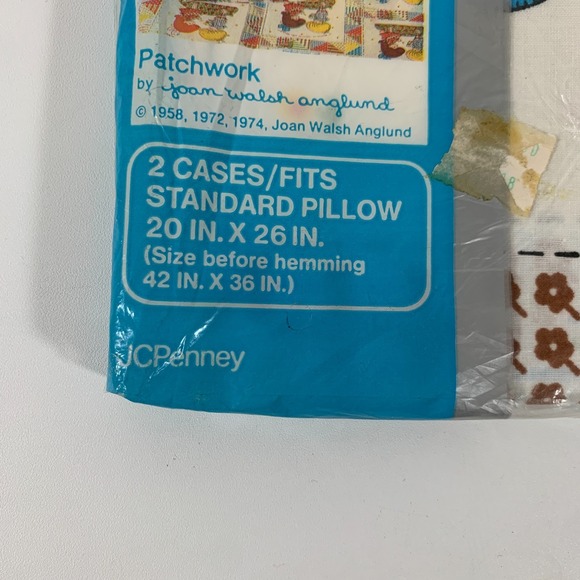 Patchwork
by joan walsh anglund
© 1958, 1972, 1974, Joan Walsh Anglund
2 CASES/FITS
STANDARD PILLOW
20 IN. X 26 IN.
(Size before hemming
42 IN. X 36 IN.)
JCPenney